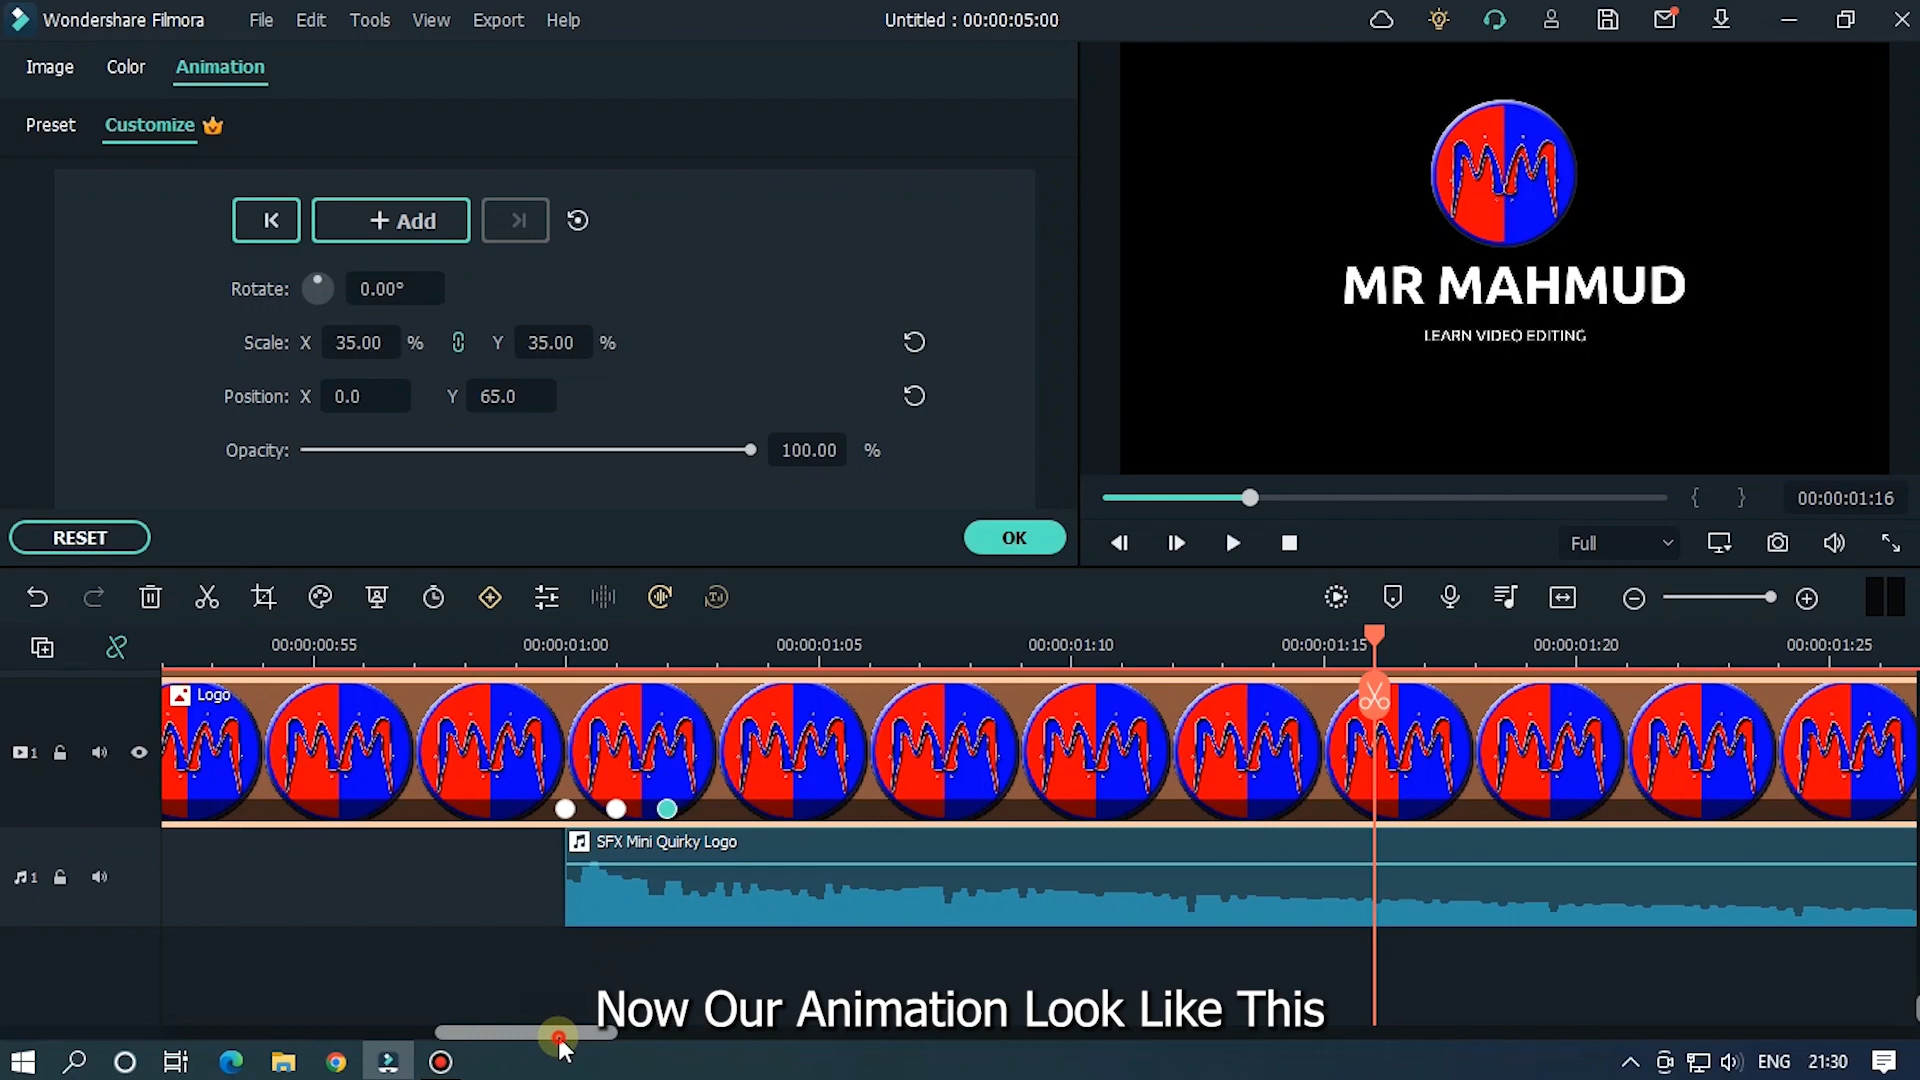 Wondershare Filmora
File Edit Tools View Export Help
Untitled : 00:00:05:00
Image Color Animation
Preset Customize
+ Add
Rotate: 0.00°
Scale: X 35.00 % Y 35.00 %
Position: X 0.0 Y 65.0
Opacity: 100.00 %
RESET
OK
MM
MR MAHMUD
LEARN VIDEO EDITING
{ } 00:00:01:16
Full
00:00:00:55 00:00:01:00 00:00:01:05 00:00:01:10 00:00:01:15 00:00:01:20 00:00:01:25
Logo
1
SFX Mini Quirky Logo
1
Now Our Animation Look Like This
ENG 21:30